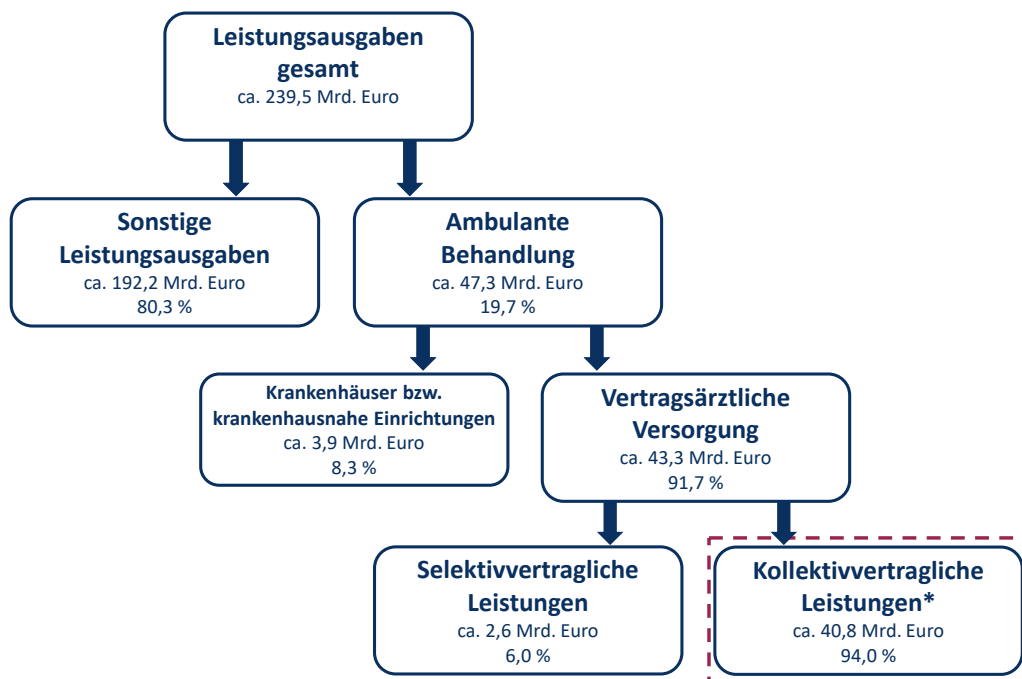 Leistungsausgaben
gesamt
ca. 239,5 Mrd. Euro
Sonstige
Leistungsausgaben
ca. 192,2 Mrd. Euro
80,3 %
Ambulante
Behandlung
ca. 47,3 Mrd. Euro
19,7 %
Krankenhäuser bzw.
krankenhausnahe Einrichtungen
ca. 3,9 Mrd. Euro
8,3 %
Vertragsärztliche
Versorgung
ca. 43,3 Mrd. Euro
91,7 %
Selektivvertragliche
Leistungen
ca. 2,6 Mrd. Euro
6,0 %
Kollektivvertragliche
Leistungen*
ca. 40,8 Mrd. Euro
94,0 %